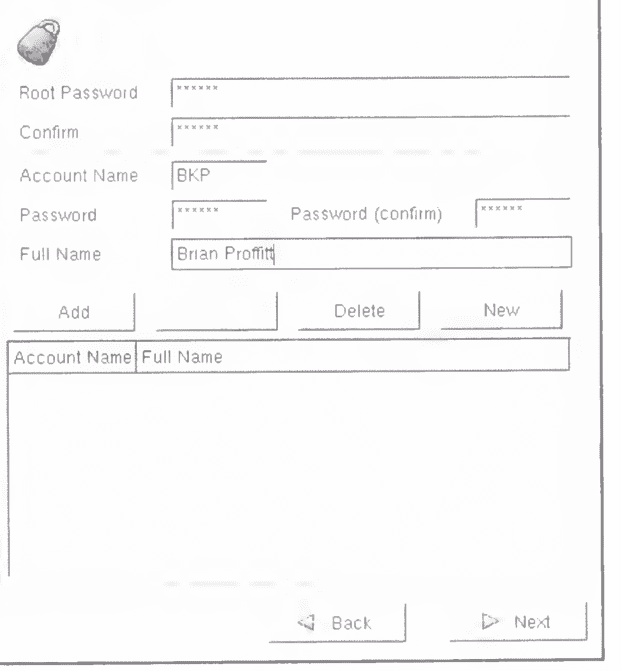 Root Password ******
Confirm ******
Account Name BKP
Password ****** Password (confirm) ******
Full Name Brian Proffitt
Add Delete New
Account Name Full Name
Back Next